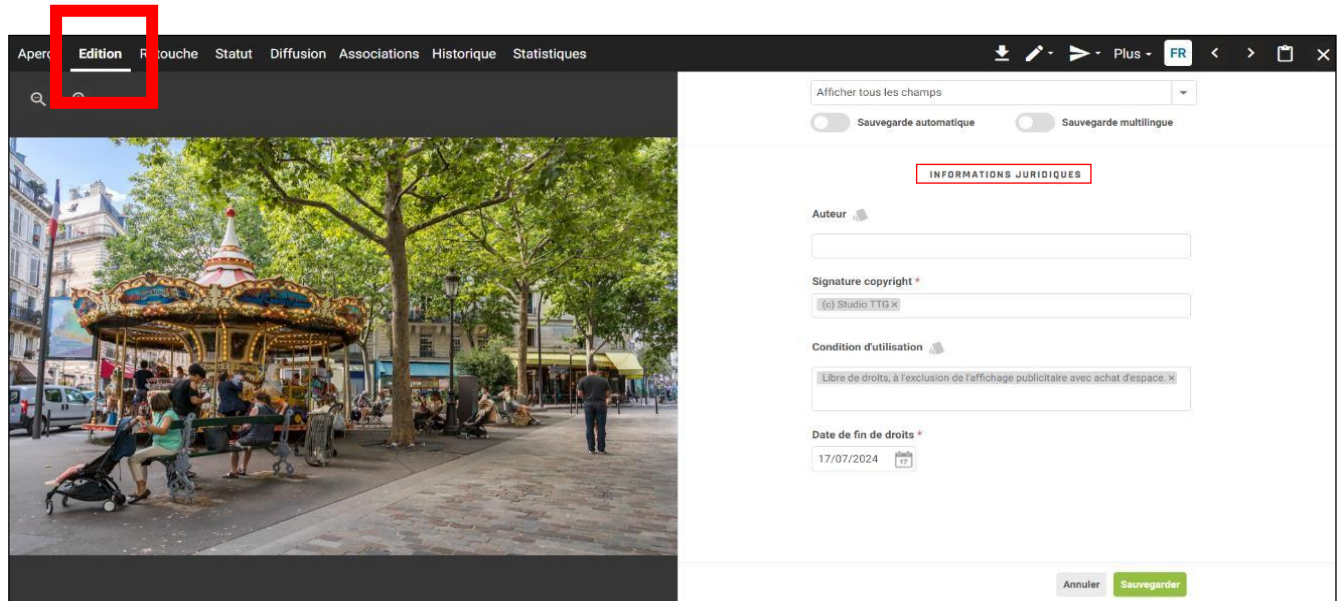 Edition Retouche Statut Diffusion Associations Historique Statistiques Plus FR
Afficher tous les champs
Sauvegarde automatique Sauvegarde multilingue
INFORMATIONS JURIDIQUES
Auteur
Signature copyright *
(c) Studio TTG ×
Condition d'utilisation
Libre de droits, à l'exclusion de l'affichage publicitaire avec achat d'espace. ×
Date de fin de droits *
17/07/2024 17
Annuler Sauvegarder